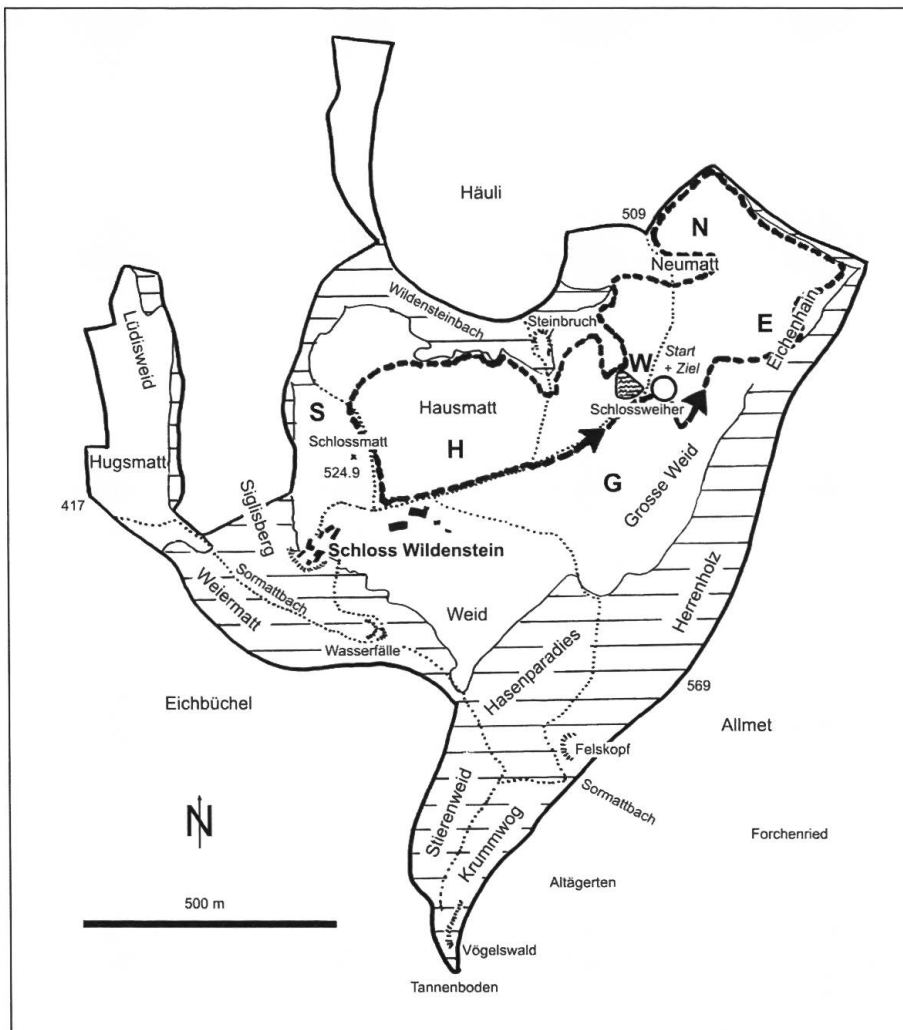 Häuli
509
N
Neumatt
Wildensteinbach
Steinbruch
Lüdisweid
E
Eichenhain
W
Start
+ Ziel
Schlossweiher
Hausmatt
S
Schlossmatt
524.9
H
G
Grosse Weid
Hugsmatt
417
Siglisberg
Schloss Wildenstein
Sormattbach
Weiermatt
Weid
Wasserfälle
Herrenholz
Hasenparadies
569
Eichbüchel
Allmet
Felskopf
Sormattbach
Stierenweid
Krummwog
Forchenried
N
Altägerten
500 m
Vögelswald
Tannenboden